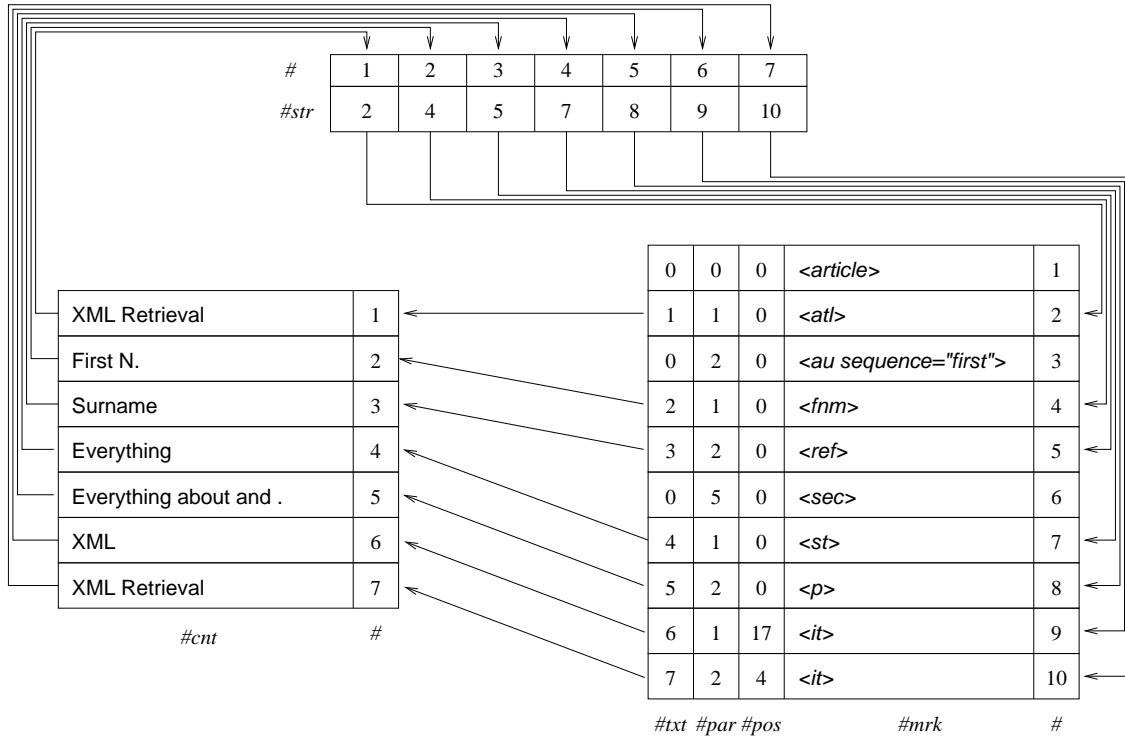 # 1 2 3 4 5 6 7
#str 2 4 5 7 8 9 10
XML Retrieval 1
First N. 2
Surname 3
Everything 4
Everything about and . 5
XML 6
XML Retrieval 7
#cnt #
0 0 0 <article> 1
1 1 0 <atl> 2
0 2 0 <au sequence="first"> 3
2 1 0 <fnm> 4
3 2 0 <ref> 5
0 5 0 <sec> 6
4 1 0 <st> 7
5 2 0 <p> 8
6 1 17 <it> 9
7 2 4 <it> 10
#txt #par #pos #mrk #